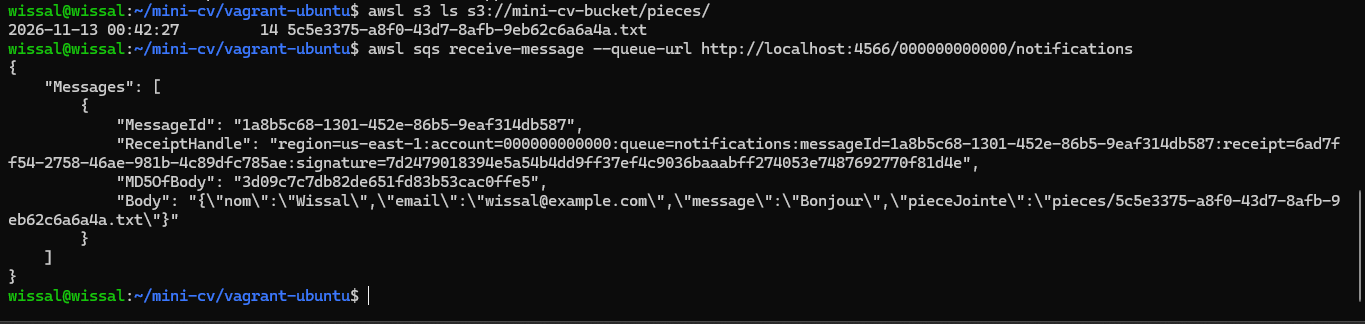 wissal@wissal:~/mini-cv/vagrant-ubuntu$ awsl s3 ls s3://mini-cv-bucket/pieces/
2026-11-13 00:42:27         14 5c5e3375-a8f0-43d7-8afb-9eb62c6a6a4a.txt
wissal@wissal:~/mini-cv/vagrant-ubuntu$ awsl sqs receive-message --queue-url http://localhost:4566/000000000000/notifications
{
    "Messages": [
        {
            "MessageId": "1a8b5c68-1301-452e-86b5-9eaf314db587",
            "ReceiptHandle": "region=us-east-1:account=000000000000:queue=notifications:messageId=1a8b5c68-1301-452e-86b5-9eaf314db587:receipt=6ad7f
f54-2758-46ae-981b-4c89dfc785ae:signature=7d2479018394e5a54b4dd9ff37ef4c9036baaabff274053e7487692770f81d4e",
            "MD5OfBody": "3d09c7c7db82de651fd83b53cac0ffe5",
            "Body": "{\"nom\":\"Wissal\",\"email\":\"wissal@example.com\",\"message\":\"Bonjour\",\"pieceJointe\":\"pieces/5c5e3375-a8f0-43d7-8afb-9
eb62c6a6a4a.txt\"}"
        }
    ]
}
wissal@wissal:~/mini-cv/vagrant-ubuntu$